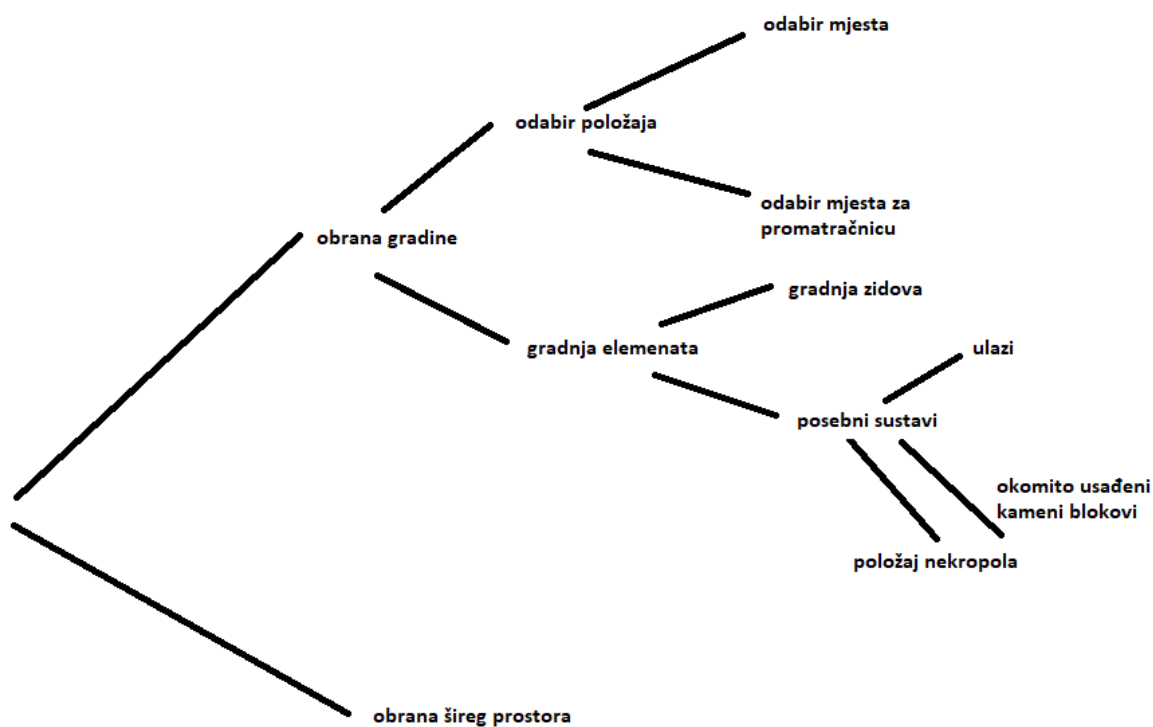 odabir mjesta
odabir položaja
odabir mjesta za
promatračnicu
obrana gradine
gradnja zidova
gradnja elemenata
ulazi
posebni sustavi
okomito usađeni
kameni blokovi
položaj nekropola
obrana šireg prostora